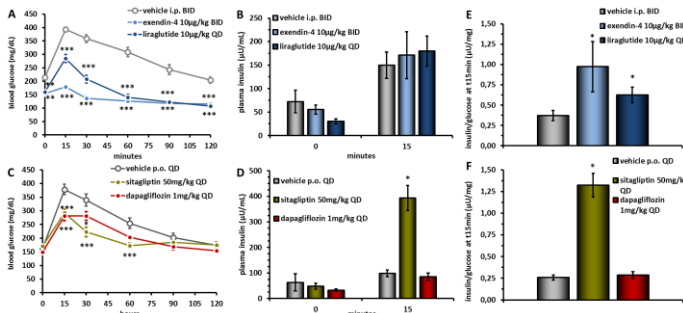 A
vehicle i.p. BID
exendin-4 10µg/kg BID
liraglutide 10µg/kg QD
blood glucose (mg/dL)
450
400
350
300
250
200
150
100
50
0
***
***
***
***
***
***
***
***
***
**
**
0 15 30 45 60 75 90 105 120
minutes
B
vehicle i.p. BID
exendin-4 10µg/kg BID
liraglutide 10µg/kg QD
plasma insulin (µU/mL)
250
200
150
100
50
0
0 15
minutes
E
vehicle i.p. BID
exendin-4 10µg/kg BID
liraglutide 10µg/kg QD
insulin/glucose at t15min (µU/mg)
1,50
1,25
1,00
0,75
0,50
0,25
0,00
*
*
C
vehicle p.o. QD
sitagliptin 50mg/kg QD
dapagliflozin 1mg/kg QD
blood glucose (mg/dL)
450
400
350
300
250
200
150
100
50
0
***
***
*
***
***
0 15 30 45 60 75 90 105 120
hours
D
vehicle p.o. QD
sitagliptin 50mg/kg QD
dapagliflozin 1mg/kg QD
plasma insulin (µU/mL)
500
400
300
200
100
0
*
0 15
minutes
F
vehicle p.o. QD
sitagliptin 50mg/kg
QD
dapagliflozin
1mg/kg QD
insulin/glucose at t15min (µU/mg)
1,50
1,25
1,00
0,75
0,50
0,25
0,00
*